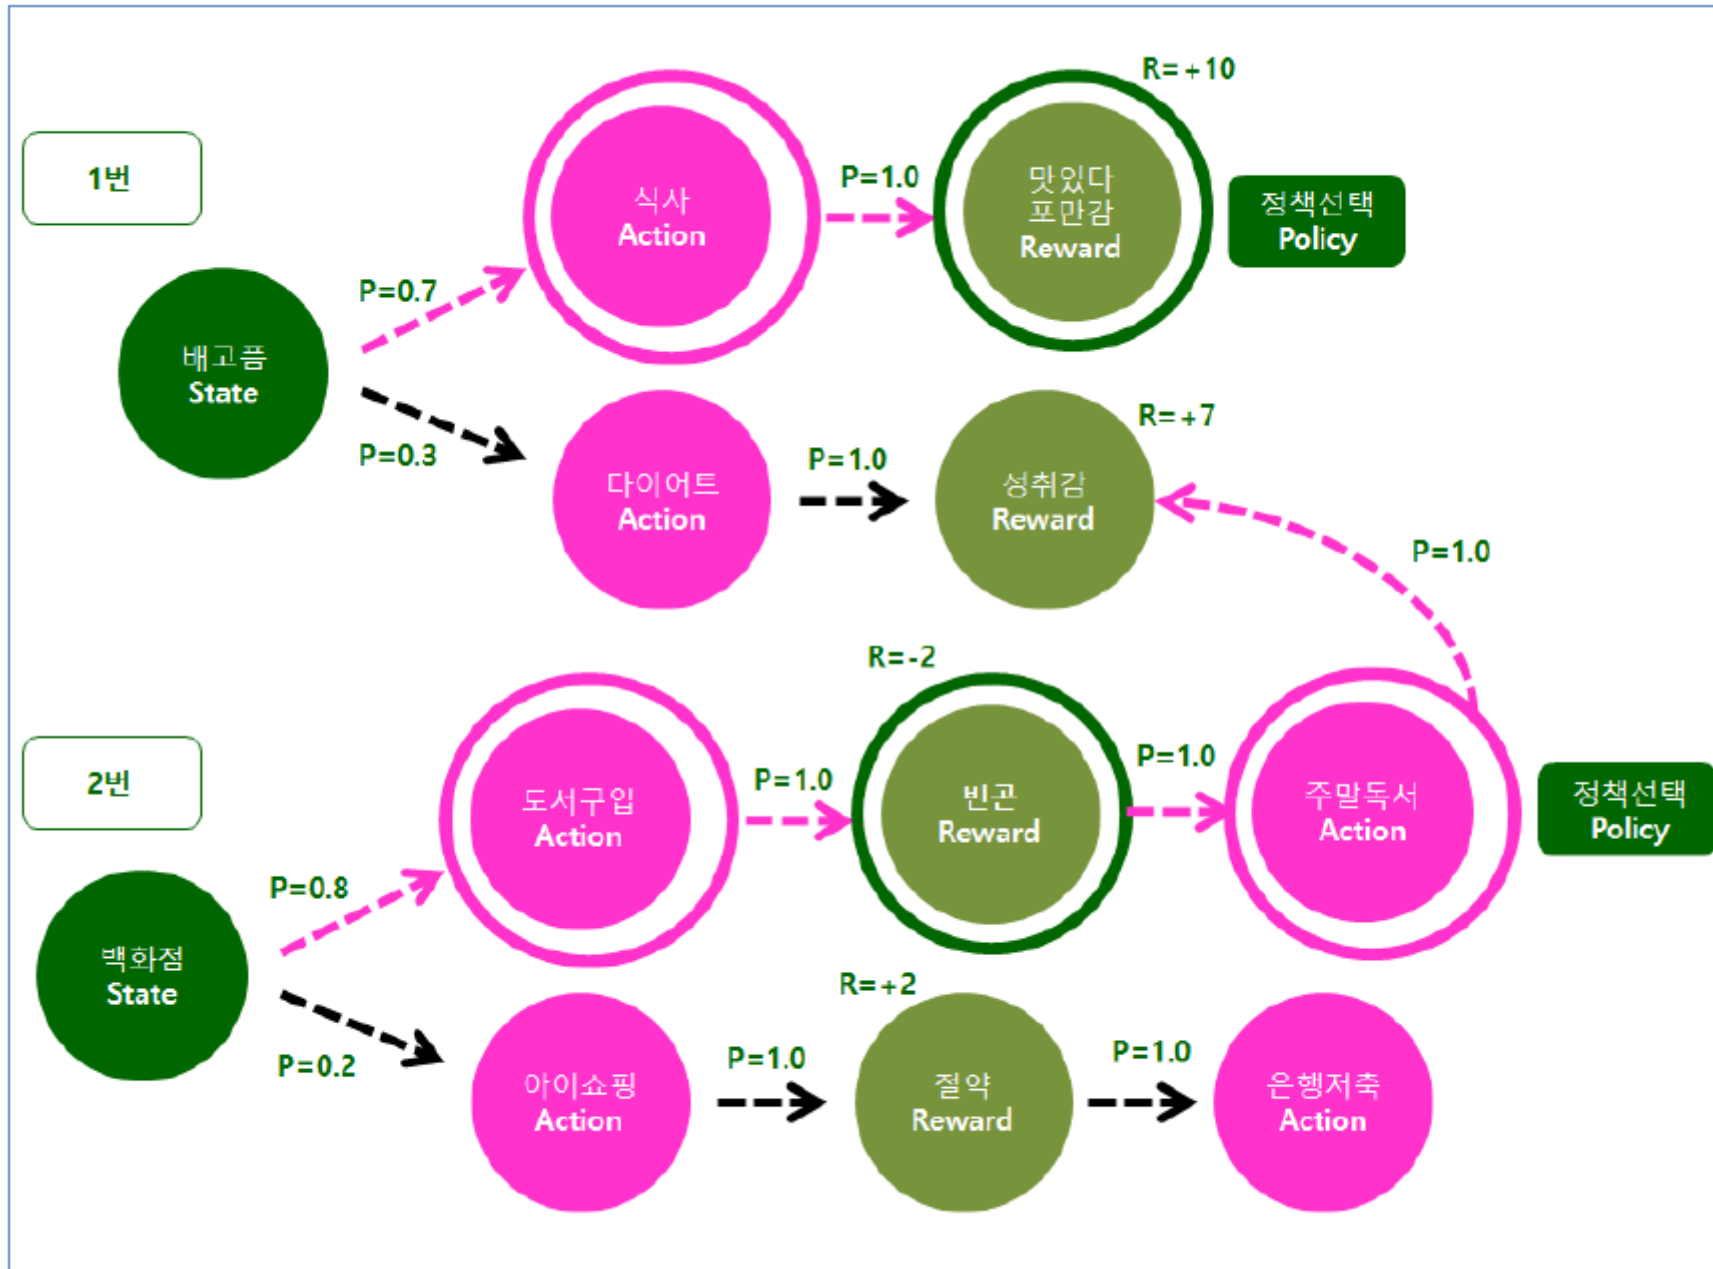 1번
R=+10
식사
Action
P=1.0
맛있다
포만감
Reward
정책선택
Policy
P=0.7
배고픔
State
P=0.3
다이어트
Action
P=1.0
R=+7
성취감
Reward
P=1.0
2번
R=-2
도서구입
Action
P=1.0
빈곤
Reward
P=1.0
주말독서
Action
정책선택
Policy
P=0.8
백화점
State
P=0.2
아이쇼핑
Action
P=1.0
R=+2
절약
Reward
P=1.0
은행저축
Action